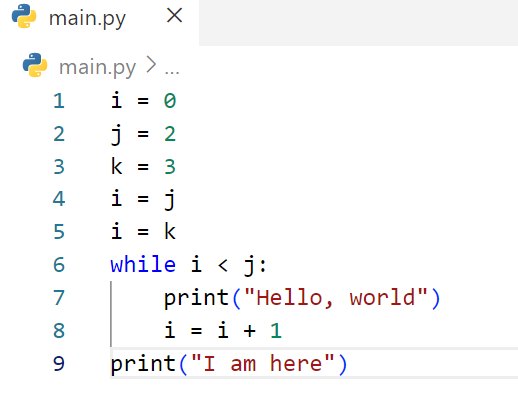 main.py ×
main.py > ...
1 i = 0
2 j = 2
3 k = 3
4 i = j
5 i = k
6 while i < j:
7     print("Hello, world")
8     i = i + 1
9 print("I am here")